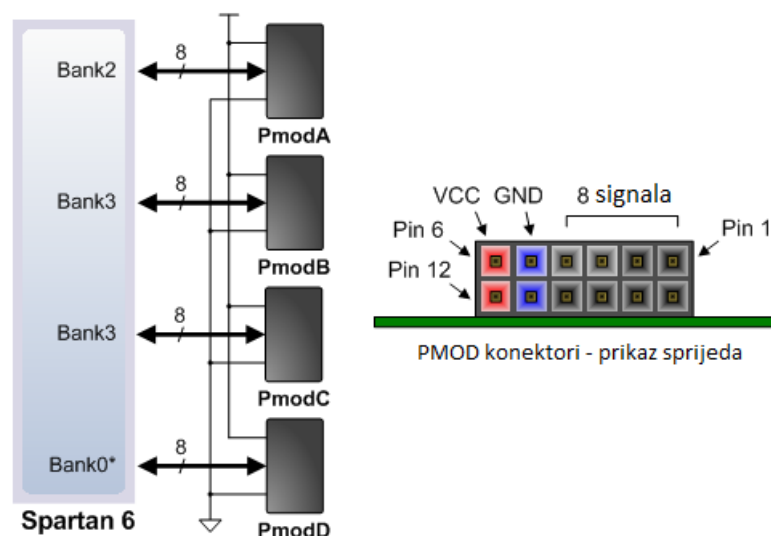 8
Bank2
PmodA
8
Bank3
PmodB
8
Bank3
PmodC
8
Bank0*
PmodD
Spartan 6
VCC GND
8 signala
Pin 6
Pin 1
Pin 12
PMOD konektori - prikaz sprijeda